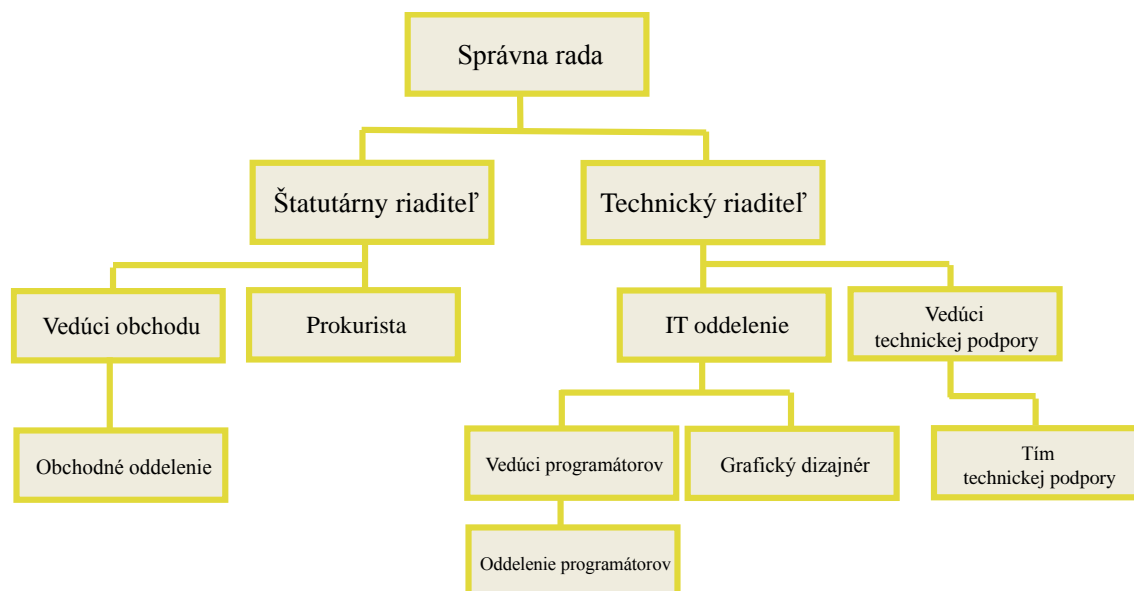 Správna rada
Štatutárny riaditeľ
Technický riaditeľ
Vedúci obchodu
Prokurista
IT oddelenie
Vedúci
technickej podpory
Obchodné oddelenie
Vedúci programátorov
Grafický dizajnér
Tím
technickej podpory
Oddelenie programátorov